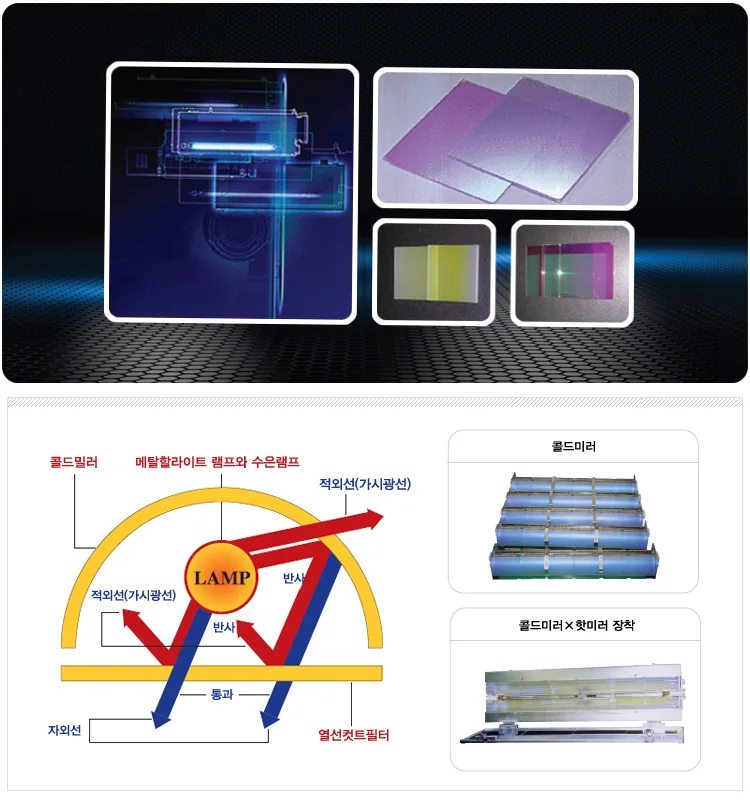 콜드밀러
메탈할라이트 램프와 수은램프
적외선(가시광선)
LAMP
반사
적외선(가시광선)
반사
통과
자외선
열선컷트필터
콜드미러
콜드미러×핫미러 장착